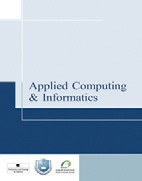 Applied Computing
& Informatics